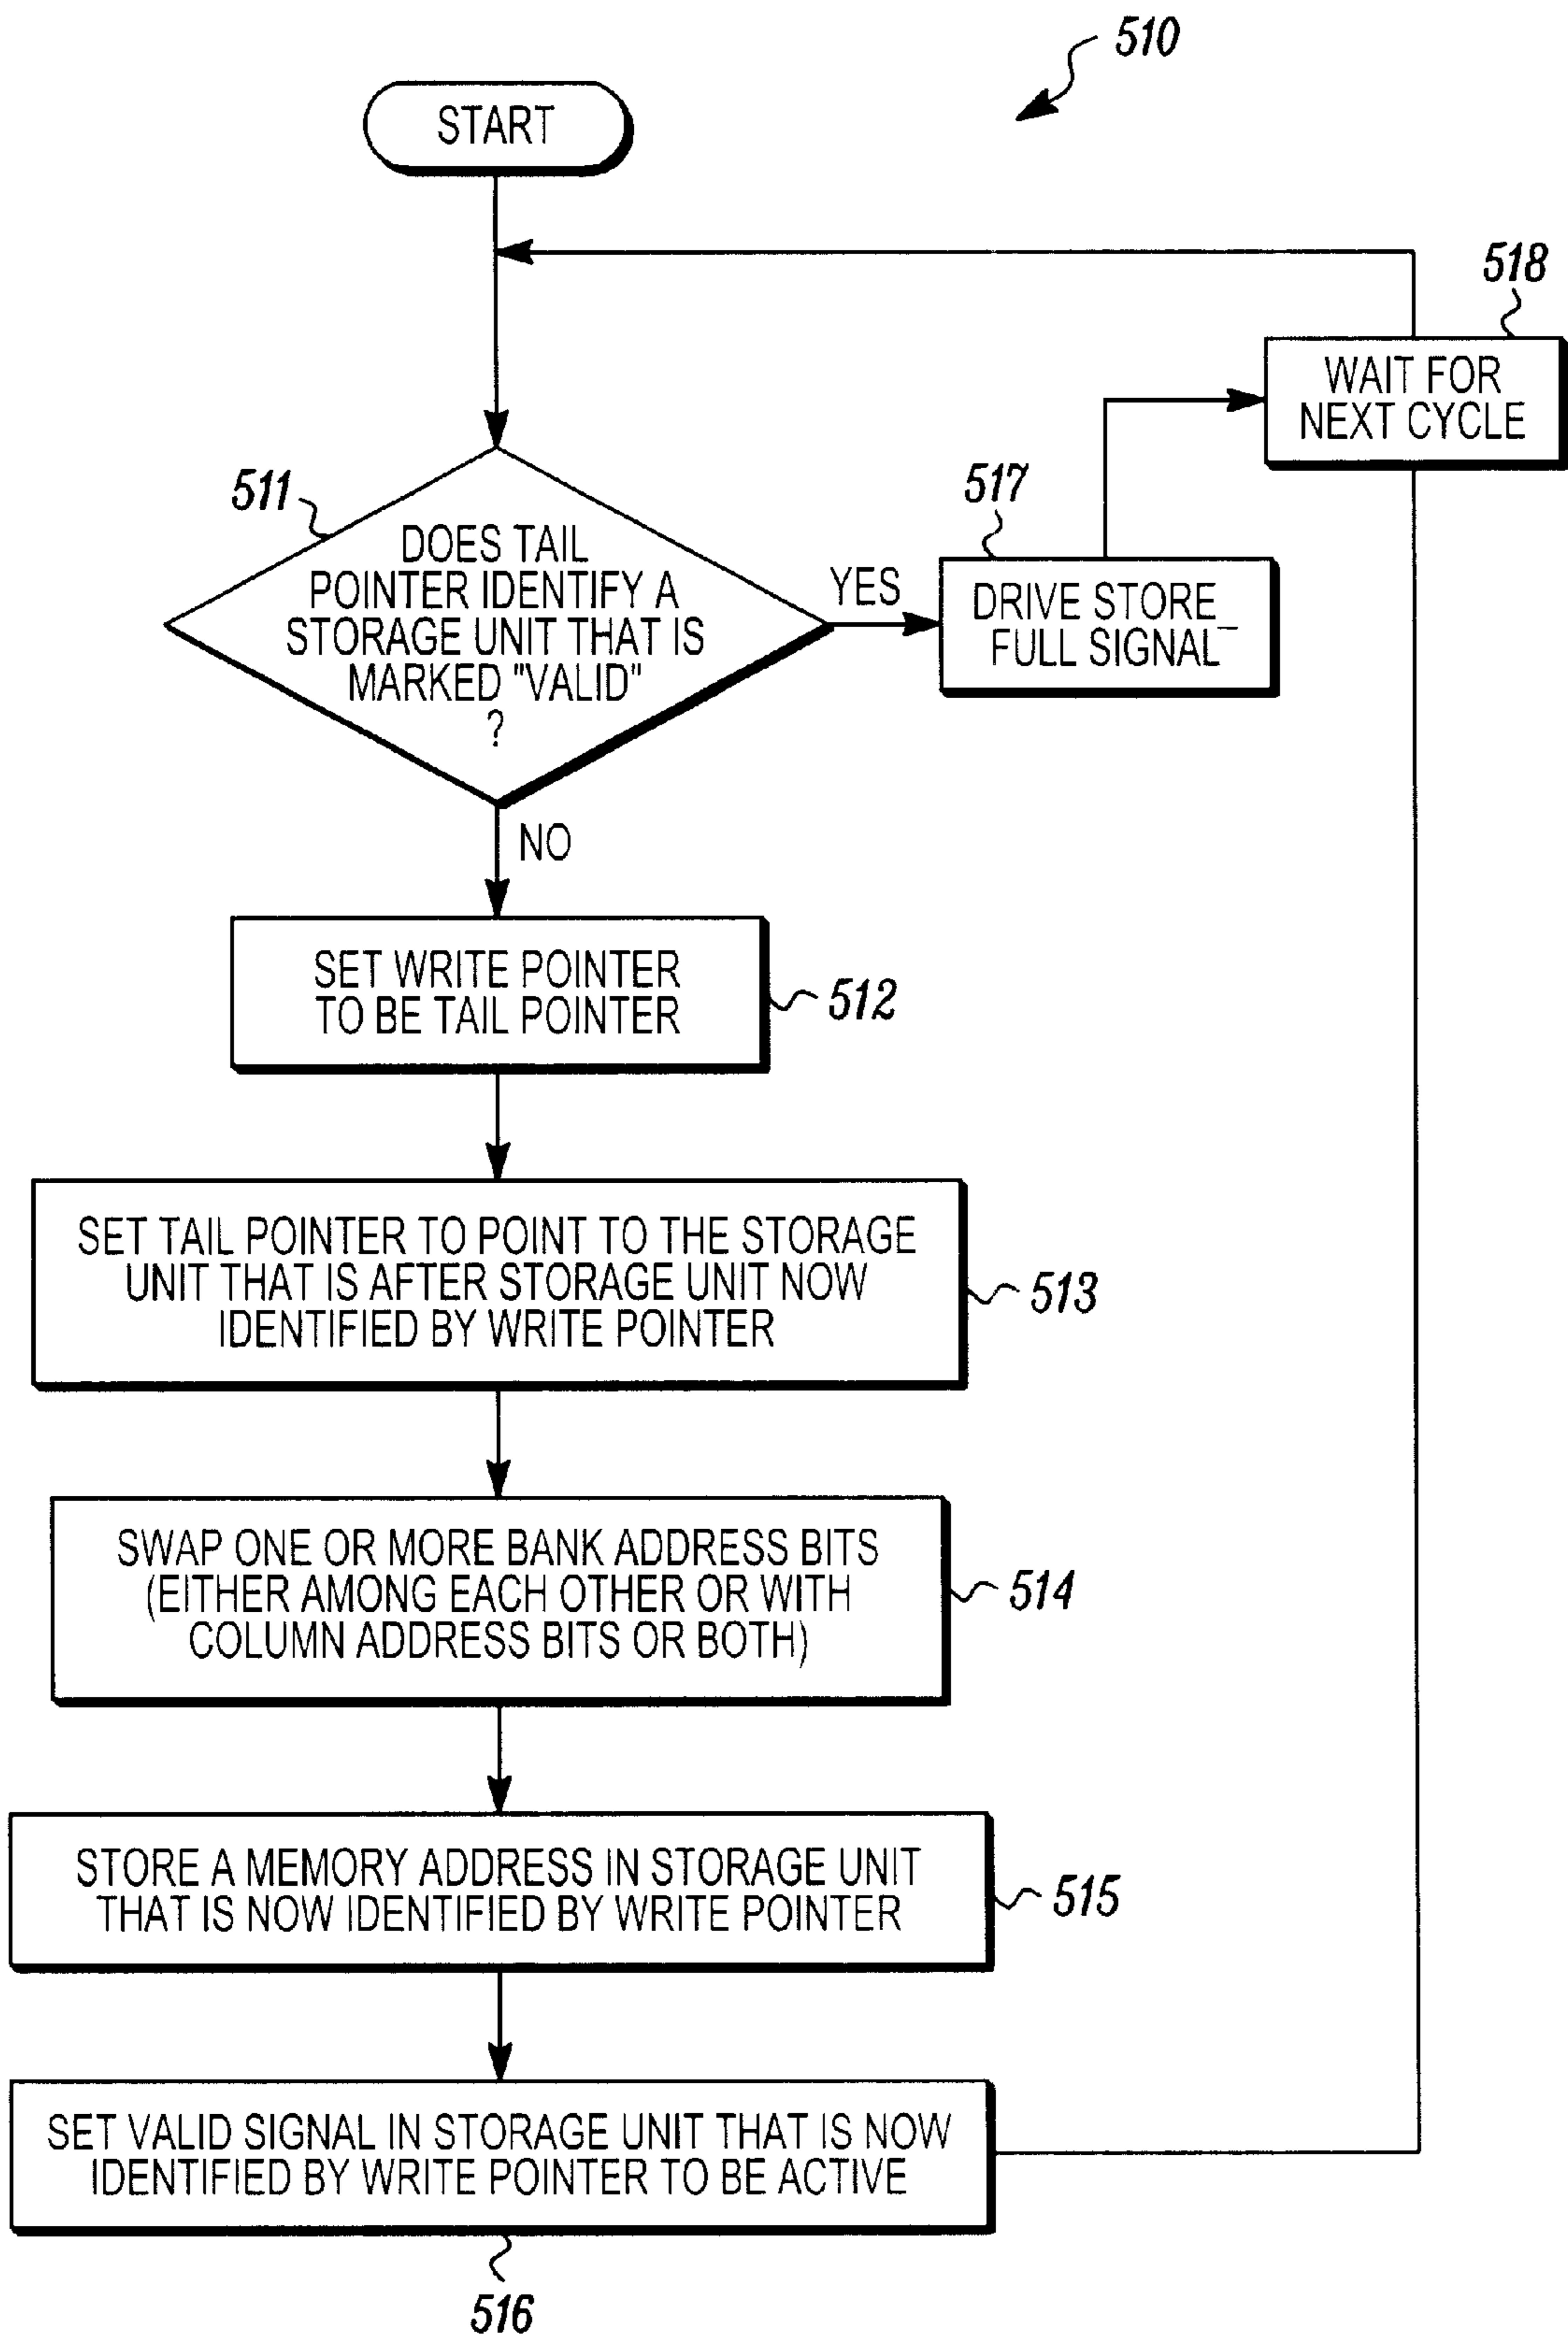 510
START
518
WAIT FOR
NEXT CYCLE
511
517
DOES TAIL
POINTER IDENTIFY A
STORAGE UNIT THAT IS
MARKED "VALID"
?
YES
DRIVE STORE_
FULL SIGNAL
NO
SET WRITE POINTER
TO BE TAIL POINTER
512
SET TAIL POINTER TO POINT TO THE STORAGE
UNIT THAT IS AFTER STORAGE UNIT NOW
IDENTIFIED BY WRITE POINTER
513
SWAP ONE OR MORE BANK ADDRESS BITS
(EITHER AMONG EACH OTHER OR WITH
COLUMN ADDRESS BITS OR BOTH)
514
STORE A MEMORY ADDRESS IN STORAGE UNIT
THAT IS NOW IDENTIFIED BY WRITE POINTER
515
SET VALID SIGNAL IN STORAGE UNIT THAT IS NOW
IDENTIFIED BY WRITE POINTER TO BE ACTIVE
516